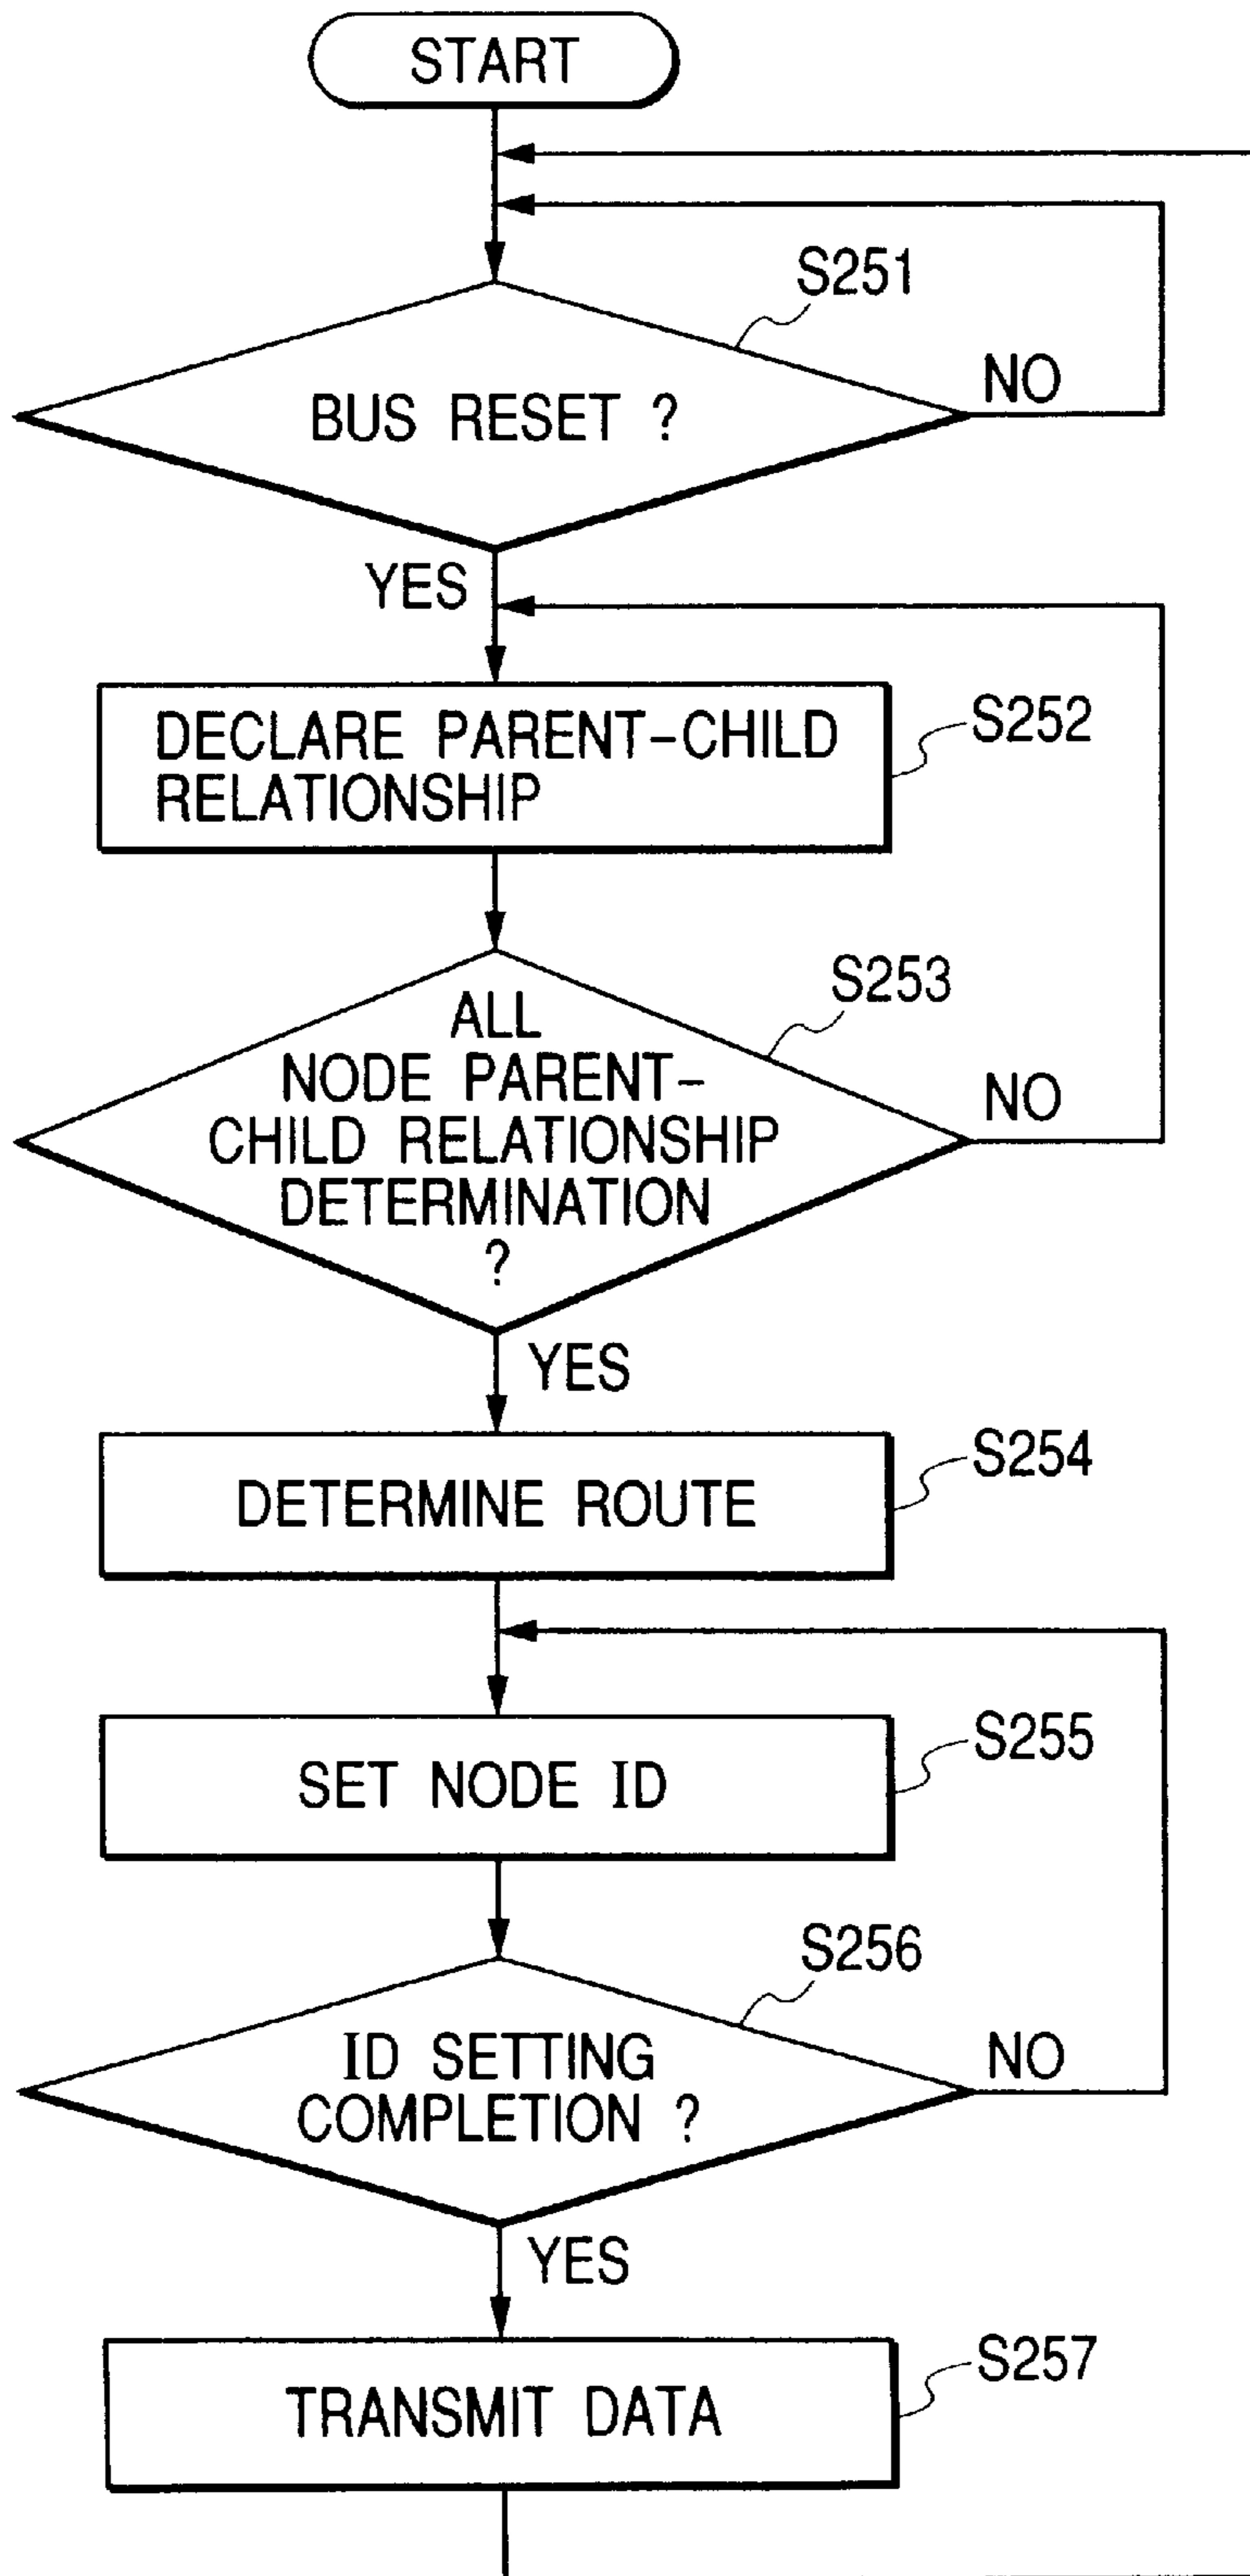 START
S251
BUS RESET ?
NO
YES
DECLARE PARENT-CHILD
RELATIONSHIP
S252
S253
ALL
NODE PARENT-
CHILD RELATIONSHIP
DETERMINATION
?
NO
YES
DETERMINE ROUTE
S254
SET NODE ID
S255
S256
ID SETTING
COMPLETION ?
NO
YES
TRANSMIT DATA
S257